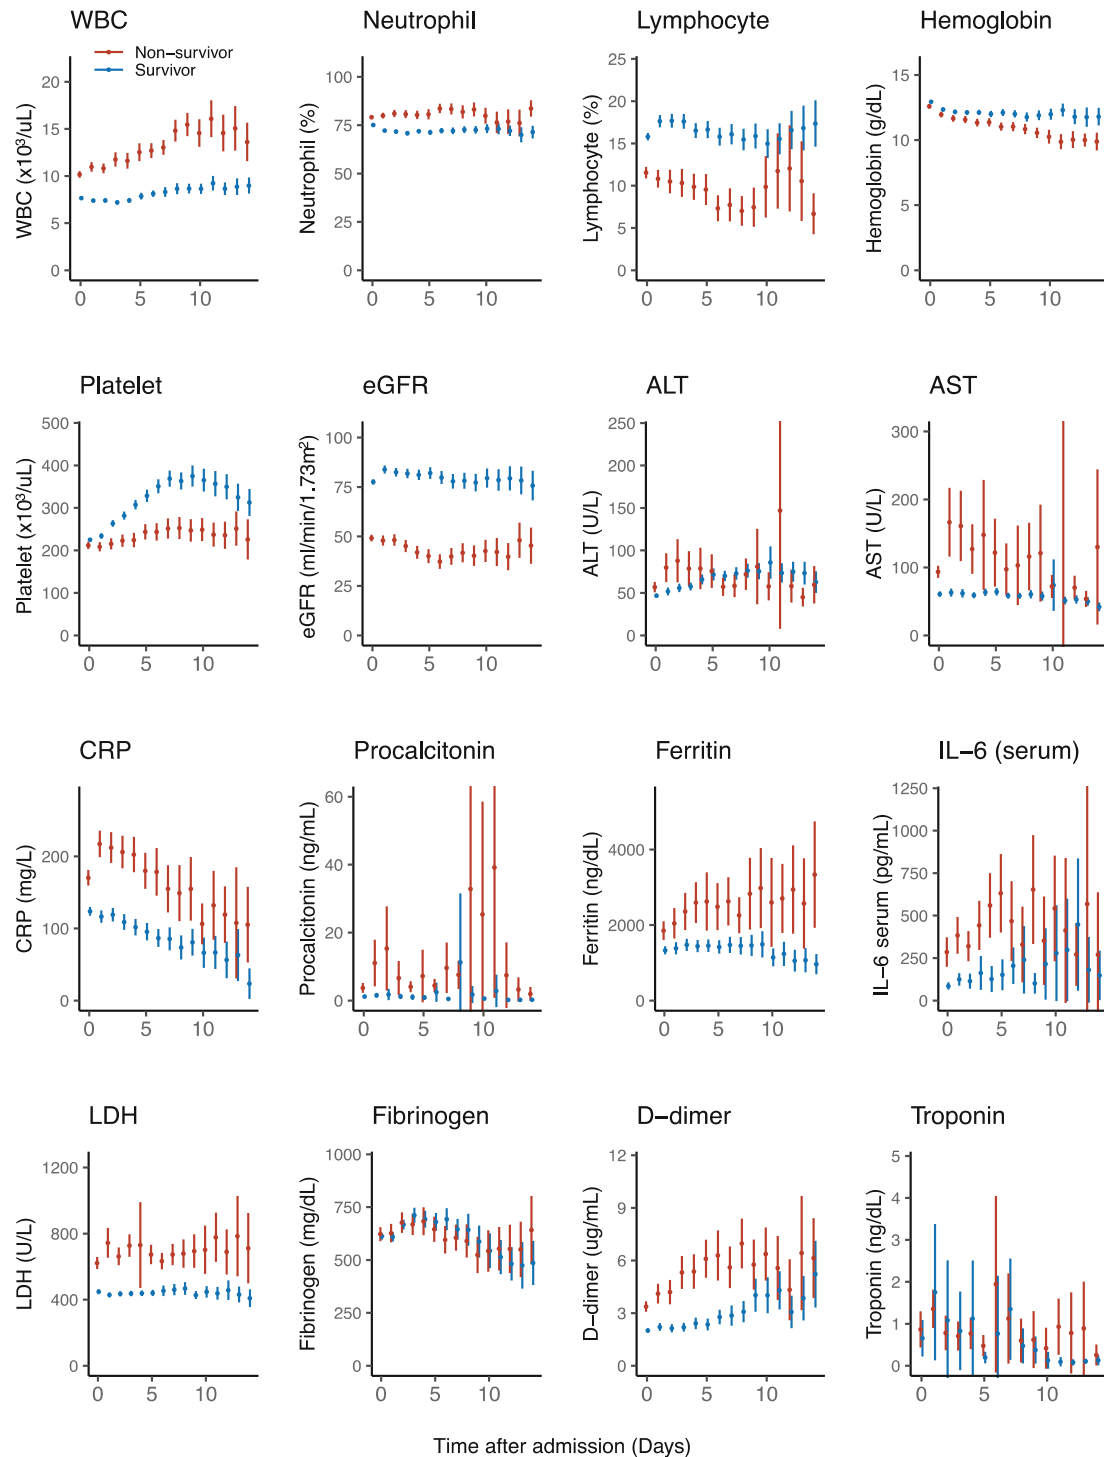 WBC
Neutrophil
Lymphocyte
Hemoglobin
Non−survivor
Survivor
WBC (x10³/uL)
20
15
10
5
0
0 5 10
Neutrophil (%)
100
75
50
25
0
0 5 10
Lymphocyte (%)
25
20
15
10
5
0
0 5 10
Hemoglobin (g/dL)
15
10
5
0
0 5 10
Platelet
eGFR
ALT
AST
Platelet (x10³/uL)
500
400
300
200
100
0
0 5 10
eGFR (ml/min/1.73m²)
100
75
50
25
0
0 5 10
ALT (U/L)
250
200
150
100
50
0
0 5 10
AST (U/L)
300
200
100
0
0 5 10
CRP
Procalcitonin
Ferritin
IL−6 (serum)
CRP (mg/L)
200
100
0
0 5 10
Procalcitonin (ng/mL)
60
40
20
0
0 5 10
Ferritin (ng/dL)
4000
2000
0
0 5 10
IL−6 serum (pg/mL)
1250
1000
750
500
250
0
0 5 10
LDH
Fibrinogen
D−dimer
Troponin
LDH (U/L)
1200
800
400
0
0 5 10
Fibrinogen (mg/dL)
1000
750
500
250
0
0 5 10
D−dimer (ug/mL)
12
9
6
3
0
0 5 10
Troponin (ng/dL)
5
4
3
2
1
0
0 5 10
Time after admission (Days)